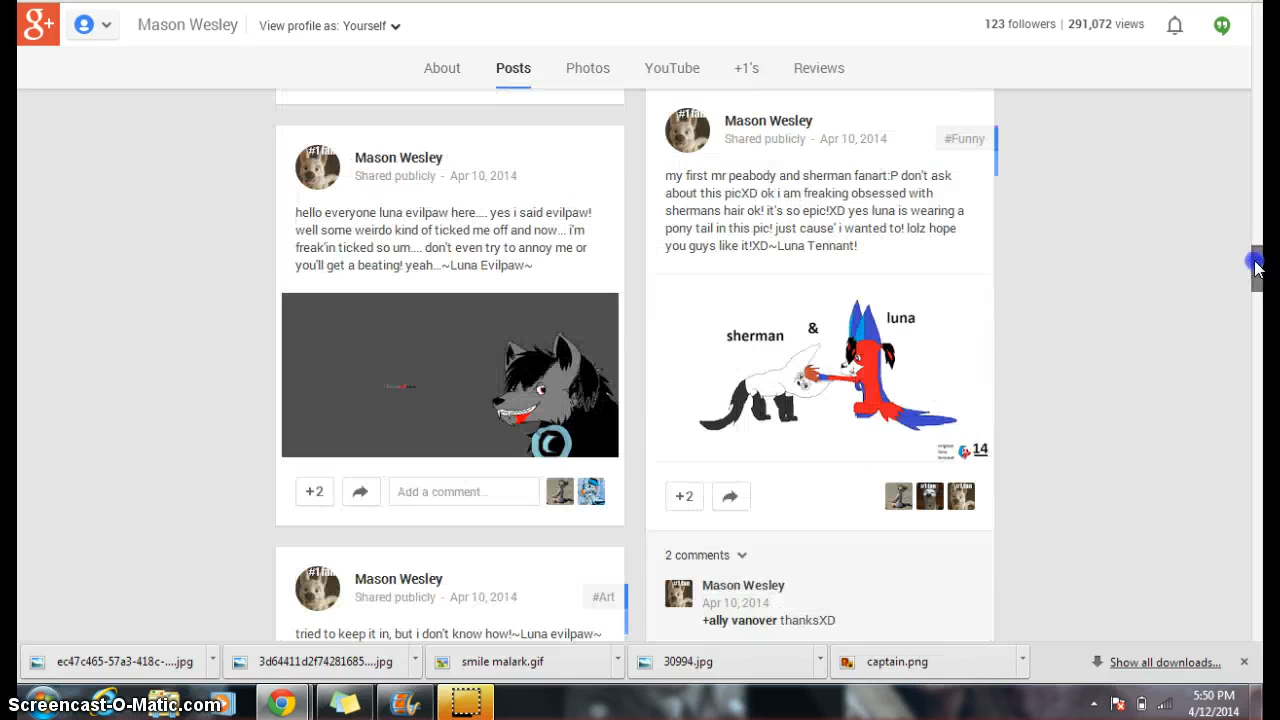 g+
Mason Wesley
View profile as: Yourself
123 followers | 291,072 views
About
Posts
Photos
YouTube
+1's
Reviews
#1fan
Mason Wesley
Shared publicly - Apr 10, 2014
hello everyone luna evilpaw here.... yes i said evilpaw!
well some weirdo kind of ticked me off and now... i'm
freak'in ticked so um.... don't even try to annoy me or
you'll get a beating! yeah...~Luna Evilpaw~
+2
Add a comment...
#1fan
Mason Wesley
Shared publicly - Apr 10, 2014
#Art
tried to keep it in, but i don't know how!~Luna evilpaw~
#1fan
Mason Wesley
Shared publicly - Apr 10, 2014
#Funny
my first mr peabody and sherman fanart:P don't ask
about this picXD ok i am freaking obsessed with
shermans hair ok! it's so epic!XD yes luna is wearing a
pony tail in this pic! just cause' i wanted to! lolz hope
you guys like it!XD~Luna Tennant!
sherman & luna
14
+2
2 comments
Mason Wesley
Apr 10, 2014
+ally vanover thanksXD
ec47c465-57a3-418c-....jpg
3d64411d2f74281685....jpg
smile malark.gif
30994.jpg
captain.png
Show all downloads...
Screencast-O-Matic.com
5:50 PM
4/12/2014